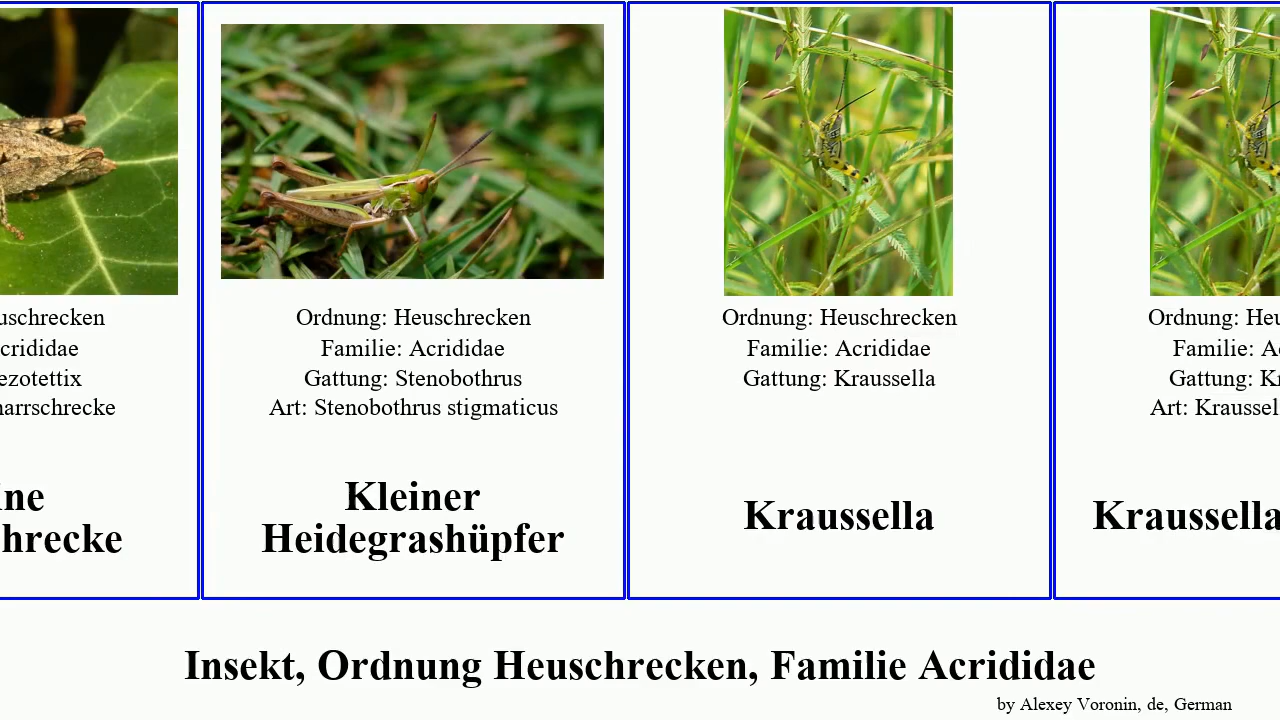 uschrecken
crididae
ezotettix
narrschrecke
ine
hrecke
Ordnung: Heuschrecken
Familie: Acrididae
Gattung: Stenobothrus
Art: Stenobothrus stigmaticus
Kleiner
Heidegrashüpfer
Ordnung: Heuschrecken
Familie: Acrididae
Gattung: Kraussella
Kraussella
Ordnung: Heu
Familie: A
Gattung: Kr
Art: Kraussel
Kraussella
Insekt, Ordnung Heuschrecken, Familie Acrididae
by Alexey Voronin, de, German